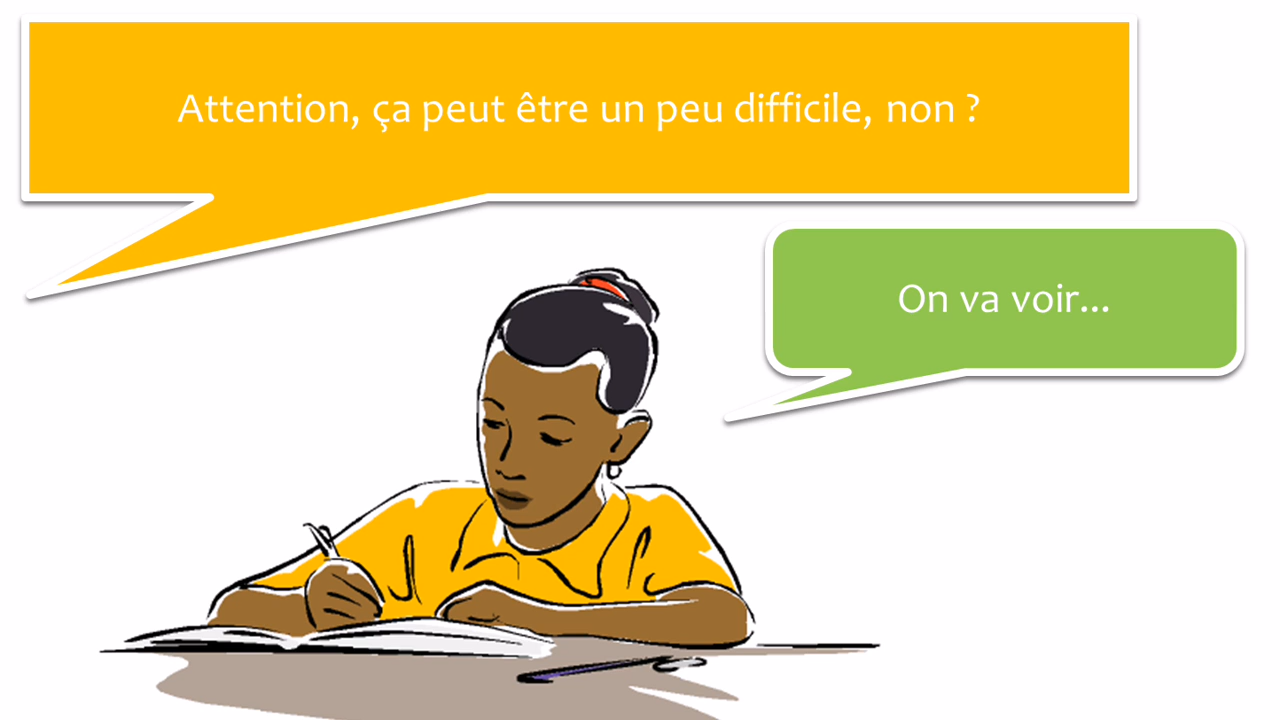 Attention, ça peut être un peu difficile, non ?
On va voir...